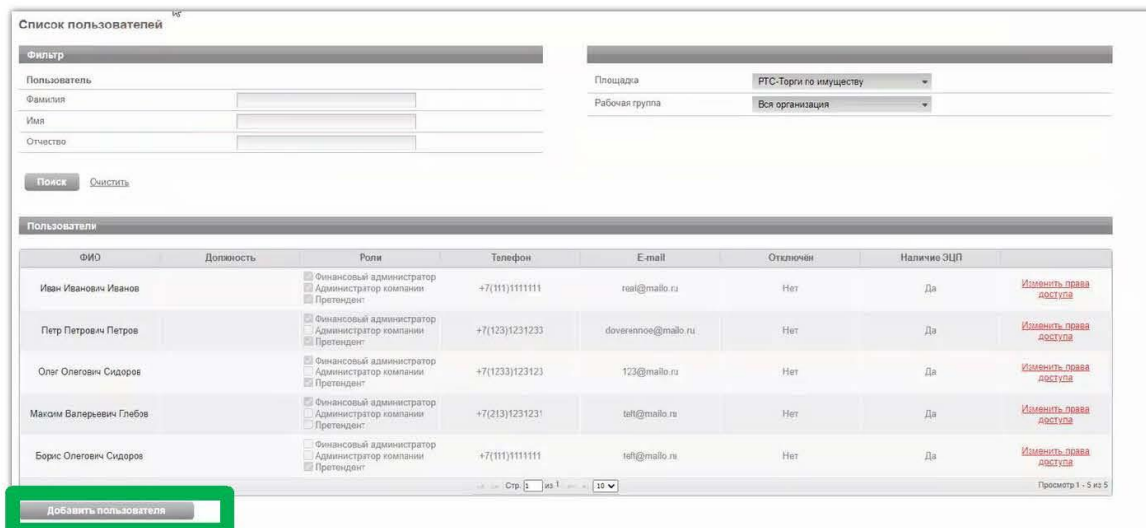 Список пользователей
Фильтр
Пользователь
Фамилия
Имя
Отчество
Площадка РТС-Торги по имуществу
Рабочая группа Вся организация
Поиск Очистить
Пользователи
ФИО Должность Роли Телефон E-mail Отключён Наличие ЭЦП
Финансовый администратор
Иван Иванович Иванов Администратор компании +7(111)1111111 real@mailo.ru Нет Да Изменить права доступа
Претендент
Финансовый администратор
Петр Петрович Петров Администратор компании +7(123)1231233 doverennoe@mailo.ru Нет Да Изменить права доступа
Претендент
Финансовый администратор
Олег Олегович Сидоров Администратор компании +7(1233)123123 123@mailo.ru Нет Да Изменить права доступа
Претендент
Финансовый администратор
Максим Валерьевич Глебов Администратор компании +7(213)1231231 Нет Да Изменить права доступа
Претендент
Финансовый администратор
Борис Олегович Сидоров Администратор компании +7(111)1111111 Нет Да Изменить права доступа
Претендент
Стр. 1 из 1 10 Просмотр 1 - 5 из 5
Добавить пользователя